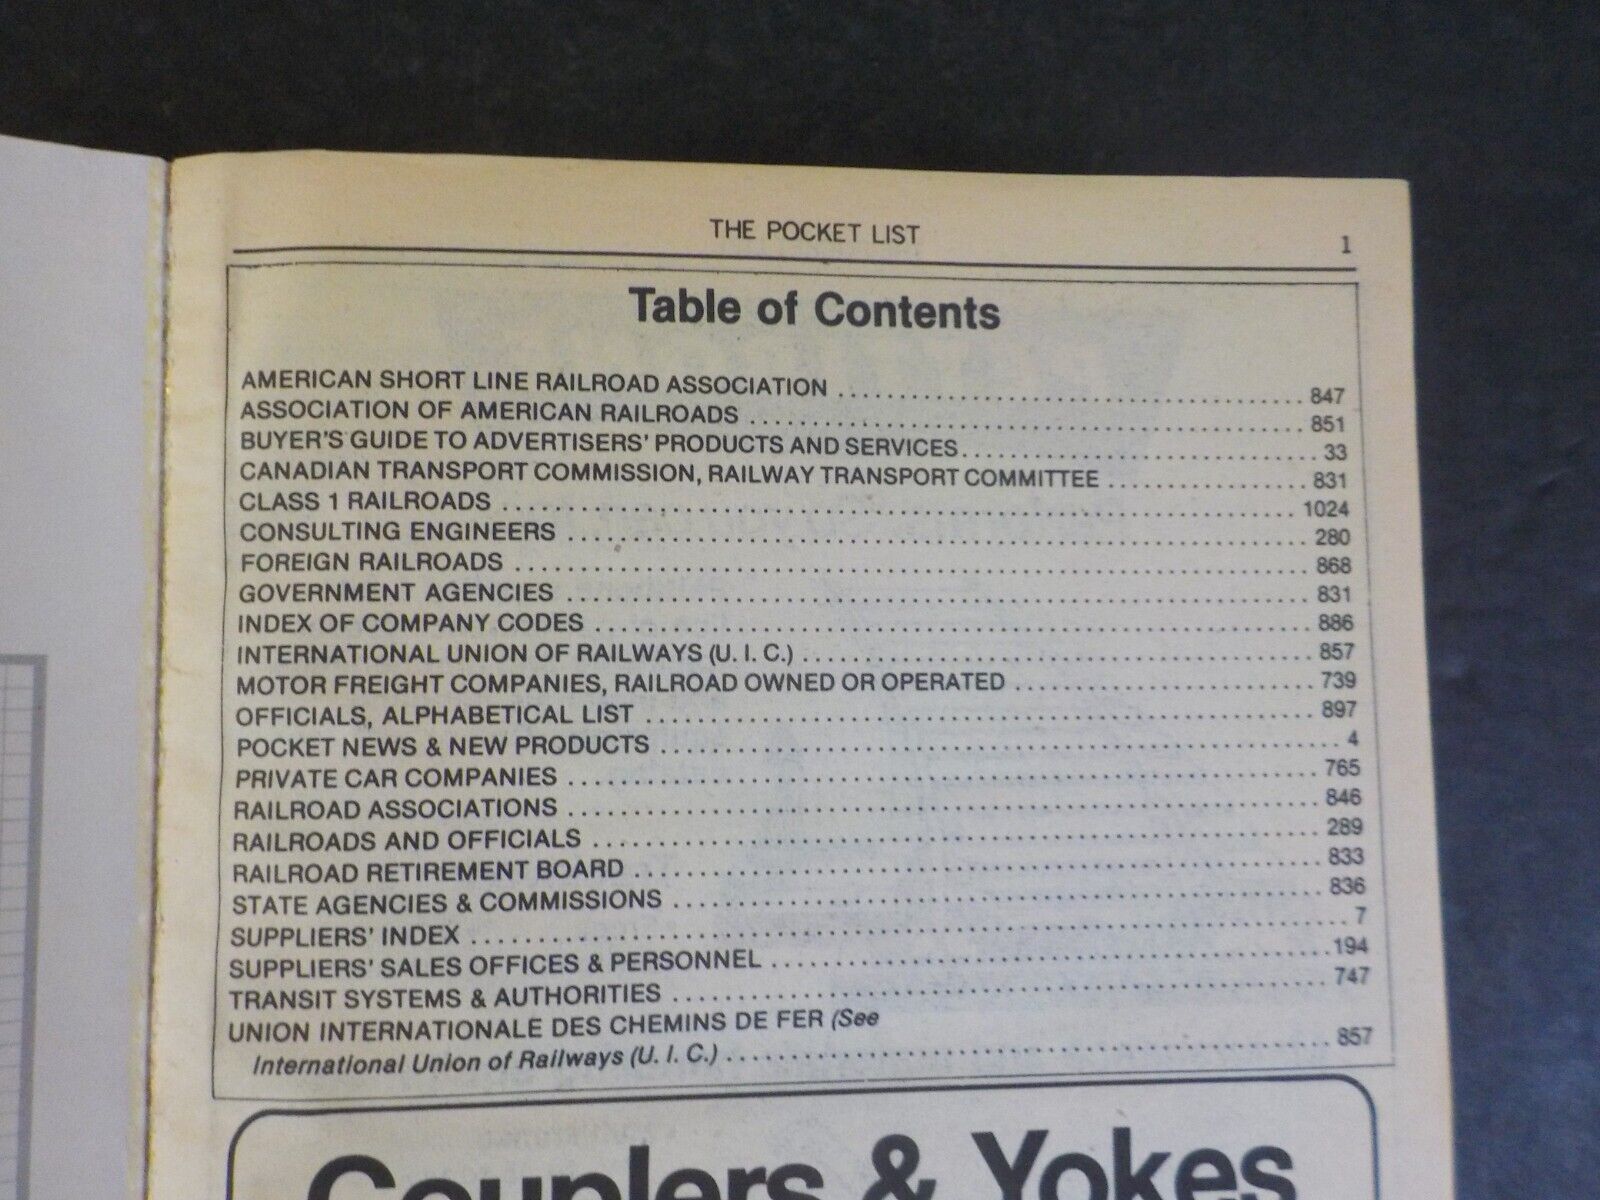 THE POCKET LIST 1
Table of Contents
AMERICAN SHORT LINE RAILROAD ASSOCIATION ........................................ 847
ASSOCIATION OF AMERICAN RAILROADS ........................................ 851
BUYER'S GUIDE TO ADVERTISERS' PRODUCTS AND SERVICES........................................ 33
CANADIAN TRANSPORT COMMISSION, RAILWAY TRANSPORT COMMITTEE .................. 831
CLASS 1 RAILROADS ........................................ 1024
CONSULTING ENGINEERS ........................................ 280
FOREIGN RAILROADS ........................................ 868
GOVERNMENT AGENCIES ........................................ 831
INDEX OF COMPANY CODES ........................................ 886
INTERNATIONAL UNION OF RAILWAYS (U. I. C.) ........................................ 857
MOTOR FREIGHT COMPANIES, RAILROAD OWNED OR OPERATED ........................ 739
OFFICIALS, ALPHABETICAL LIST ........................................ 897
POCKET NEWS & NEW PRODUCTS ........................................ 4
PRIVATE CAR COMPANIES ........................................ 765
RAILROAD ASSOCIATIONS ........................................ 846
RAILROADS AND OFFICIALS ........................................ 289
RAILROAD RETIREMENT BOARD ........................................ 833
STATE AGENCIES & COMMISSIONS ........................................ 836
SUPPLIERS' INDEX ........................................ 7
SUPPLIERS' SALES OFFICES & PERSONNEL ........................................ 194
TRANSIT SYSTEMS & AUTHORITIES ........................................ 747
UNION INTERNATIONALE DES CHEMINS DE FER (See
International Union of Railways (U. I. C.) ........................................ 857
Couplers & Yokes